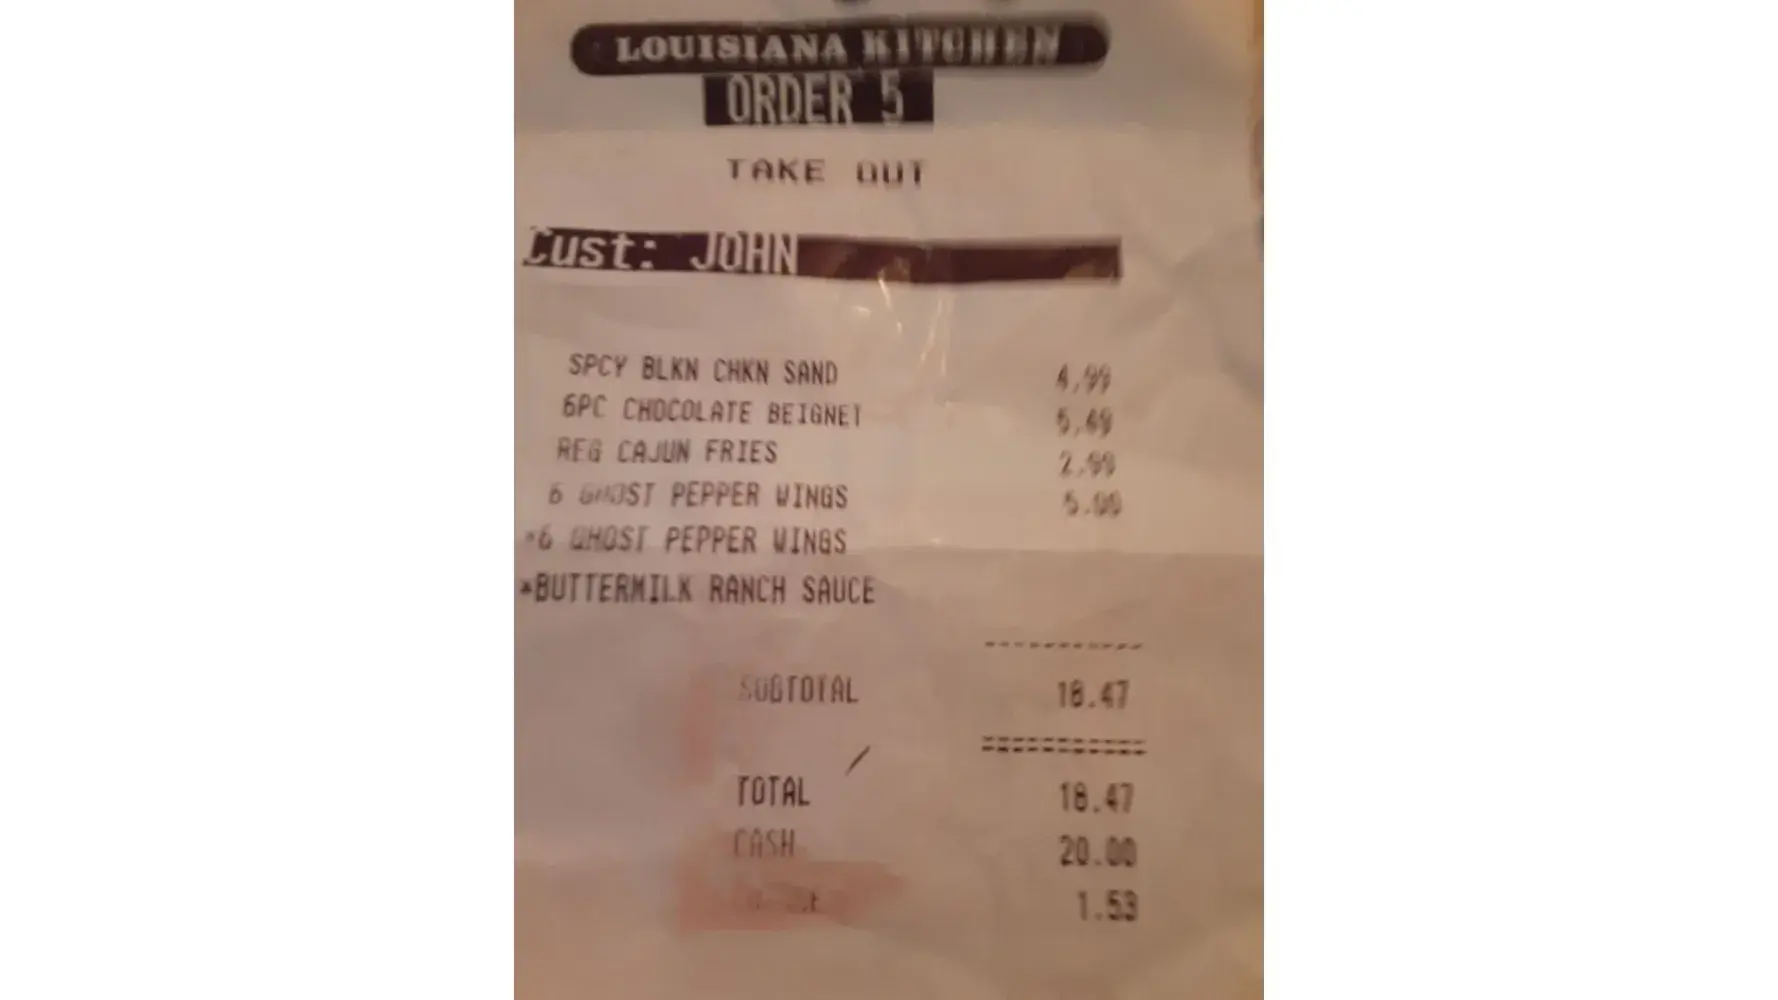 LOUISIANA KITCHEN
ORDER 5
TAKE OUT
Cust: JOHN
SPCY BLKN CHKN SAND 4.99
6PC CHOCOLATE BEIGNET 5.49
REG CAJUN FRIES 2.99
6 GHOST PEPPER WINGS 5.00
*6 GHOST PEPPER WINGS
*BUTTERMILK RANCH SAUCE
SUBTOTAL 18.47
TOTAL 18.47
CASH 20.00
1.53